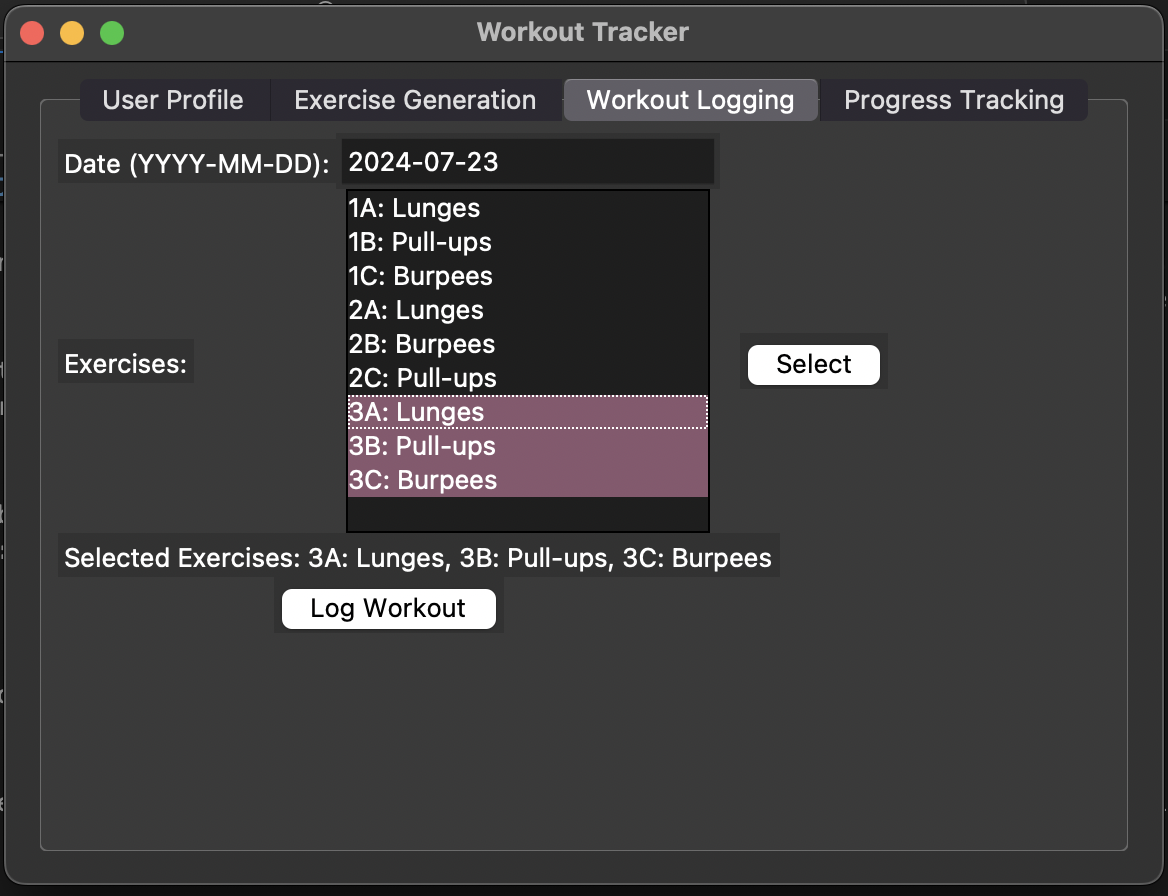 Workout Tracker
User Profile Exercise Generation Workout Logging Progress Tracking
Date (YYYY-MM-DD): 2024-07-23
1A: Lunges
1B: Pull-ups
1C: Burpees
2A: Lunges
2B: Burpees
2C: Pull-ups
3A: Lunges
3B: Pull-ups
3C: Burpees
Exercises:
Select
Selected Exercises: 3A: Lunges, 3B: Pull-ups, 3C: Burpees
Log Workout